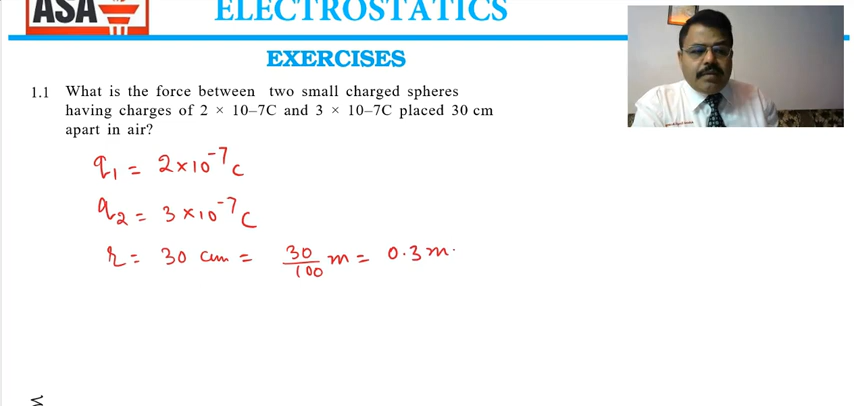 ASA
ELECTROSTATICS
EXERCISES
1.1 What is the force between two small charged spheres
having charges of 2 × 10–7C and 3 × 10–7C placed 30 cm
apart in air?
q₁ = 2×10⁻⁷ C
q₂ = 3×10⁻⁷ C
r = 30 cm = 30/100 m = 0.3 m.